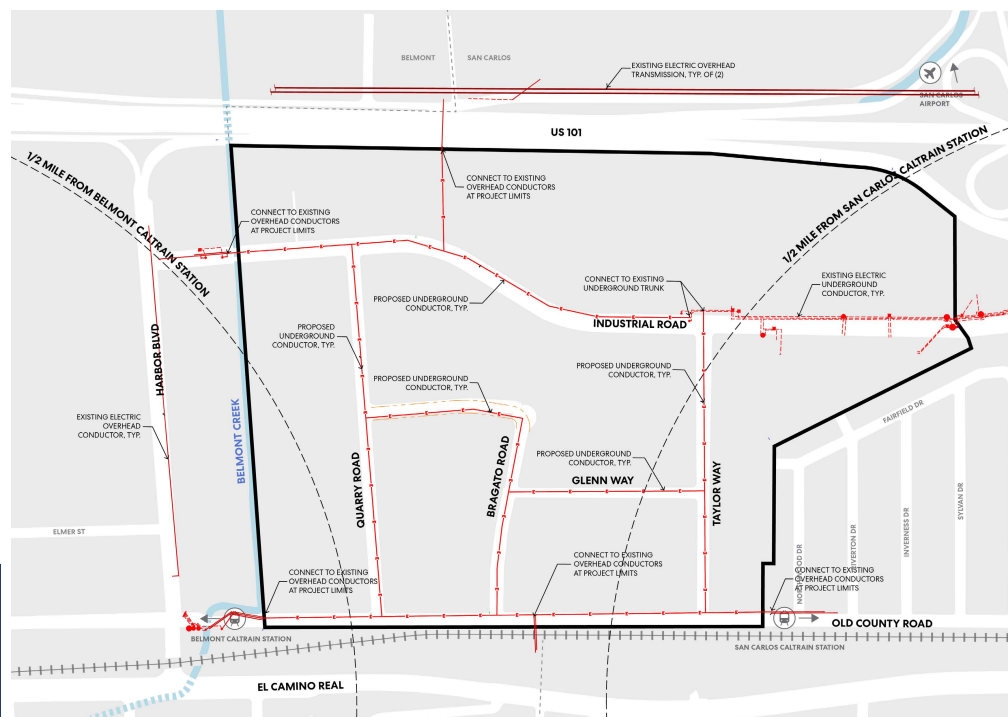 BELMONT
SAN CARLOS
EXISTING ELECTRIC OVERHEAD
TRANSMISSION, TYP. OF (2)
SAN CARLOS
AIRPORT
US 101
1/2 MILE FROM BELMONT CALTRAIN STATION
CONNECT TO EXISTING
OVERHEAD CONDUCTORS
AT PROJECT LIMITS
1/2 MILE FROM SAN CARLOS CALTRAIN STATION
CONNECT TO EXISTING
OVERHEAD CONDUCTORS
AT PROJECT LIMITS
CONNECT TO EXISTING
UNDERGROUND TRUNK
EXISTING ELECTRIC
UNDERGROUND
CONDUCTOR, TYP.
PROPOSED UNDERGROUND
CONDUCTOR, TYP.
INDUSTRIAL ROAD
PROPOSED
UNDERGROUND
CONDUCTOR, TYP.
HARBOR BLVD
PROPOSED UNDERGROUND
CONDUCTOR, TYP.
PROPOSED UNDERGROUND
CONDUCTOR, TYP.
EXISTING ELECTRIC
OVERHEAD
CONDUCTOR, TYP.
BELMONT CREEK
FAIRFIELD DR
QUARRY ROAD
BRAGATO ROAD
PROPOSED UNDERGROUND
CONDUCTOR, TYP.
GLENN WAY
TAYLOR WAY
SYLVAN DR
INVERNESS DR
ELMER ST
CONNECT TO EXISTING
OVERHEAD CONDUCTORS
AT PROJECT LIMITS
CONNECT TO EXISTING
OVERHEAD CONDUCTORS
AT PROJECT LIMITS
CONNECT TO EXISTING
OVERHEAD CONDUCTORS
AT PROJECT LIMITS
OLD COUNTY ROAD
BELMONT CALTRAIN STATION
SAN CARLOS CALTRAIN STATION
EL CAMINO REAL